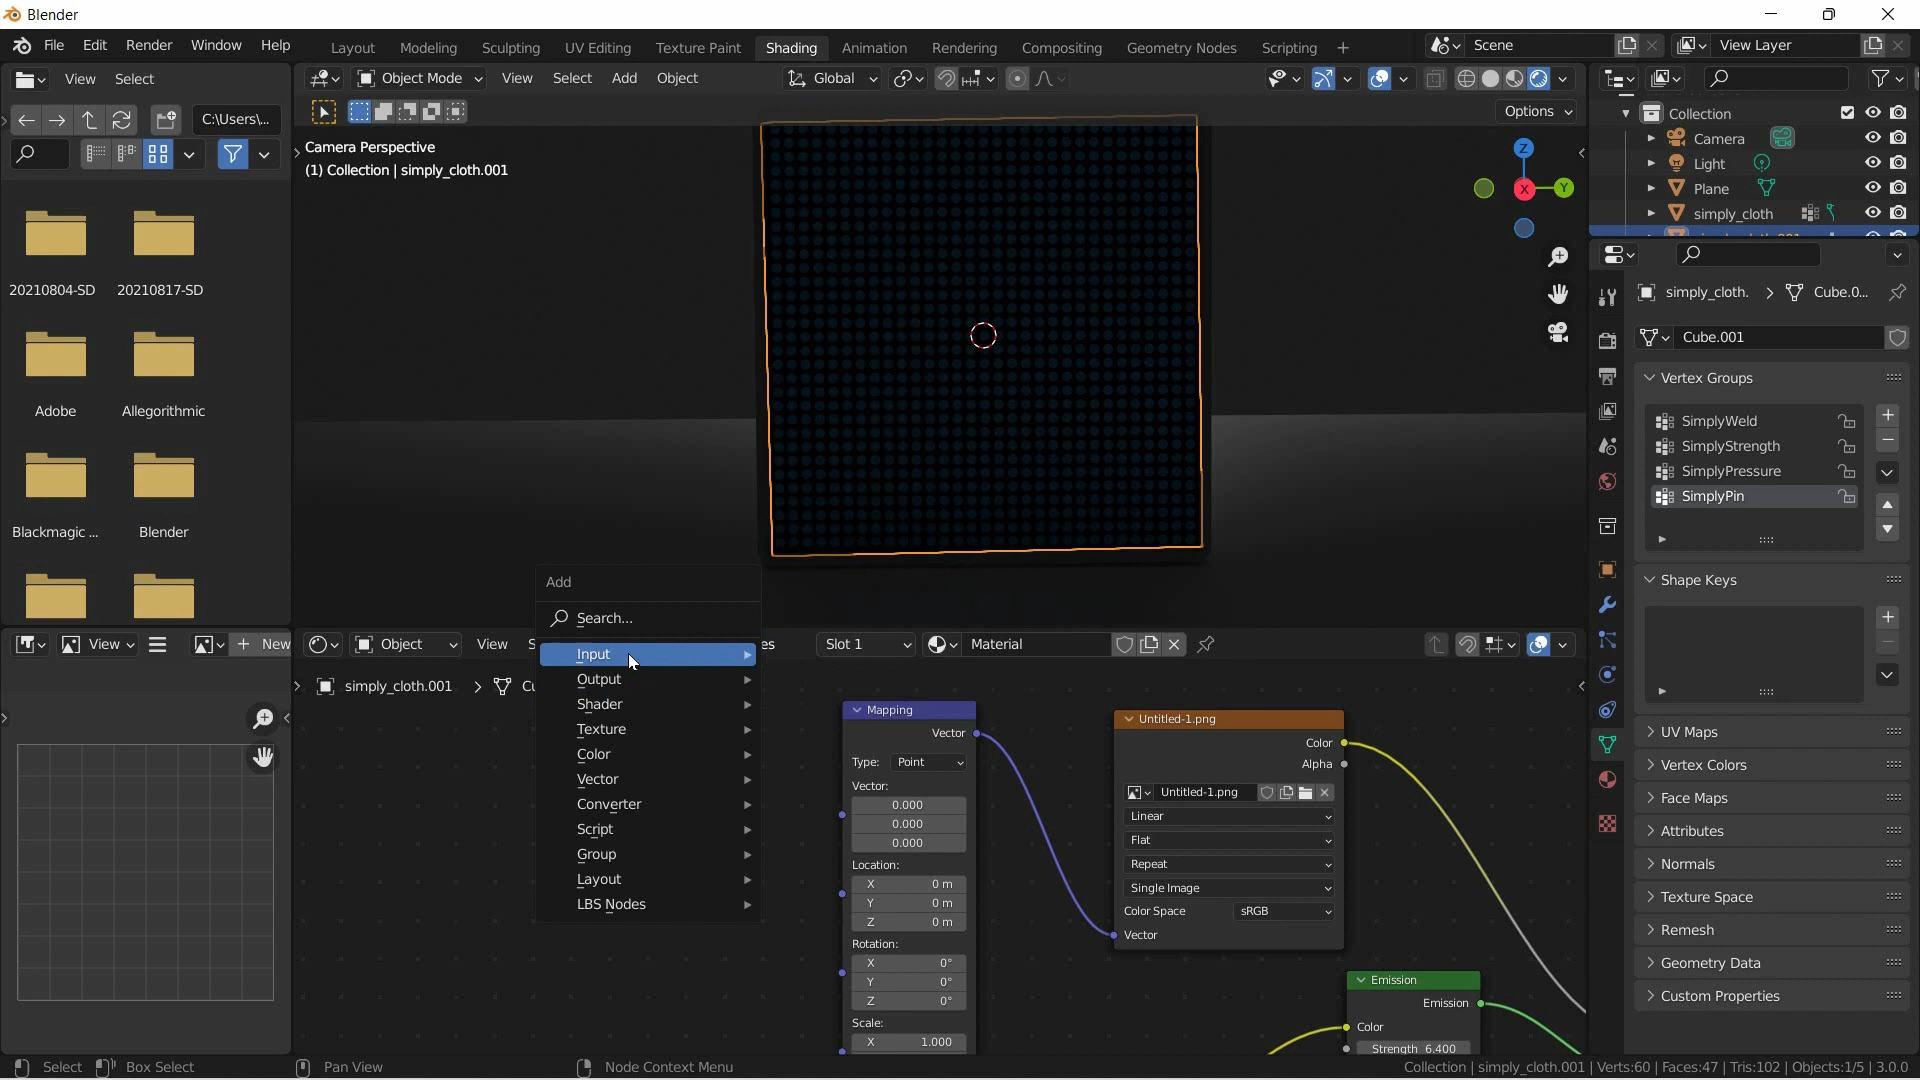 Blender
File Edit Render Window Help Layout Modeling Sculpting UV Editing Texture Paint Shading Animation Rendering Compositing Geometry Nodes Scripting + Scene View Layer
View Select
Object Mode View Select Add Object Global
C:\Users\...
Options
Camera Perspective
(1) Collection | simply_cloth.001
Z
X
Y
20210804-SD 20210817-SD
Adobe Allegorithmic
Blackmagic ... Blender
Collection
Camera
Light
Plane
simply_cloth
simply_cloth. > Cube.0...
Cube.001
Vertex Groups
SimplyWeld
SimplyStrength
SimplyPressure
SimplyPin
Shape Keys
UV Maps
Vertex Colors
Face Maps
Attributes
Normals
Texture Space
Remesh
Geometry Data
Custom Properties
View + New
Object View S es Slot 1 Material
simply_cloth.001 > Cu
Add
Search...
Input
Output
Shader
Texture
Color
Vector
Converter
Script
Group
Layout
LBS Nodes
Mapping
Vector
Type: Point
Vector:
0.000
0.000
0.000
Location:
X 0 m
Y 0 m
Z 0 m
Rotation:
X 0°
Y 0°
Z 0°
Scale:
X 1.000
Untitled-1.png
Color
Alpha
Untitled-1.png
Linear
Flat
Repeat
Single Image
Color Space sRGB
Vector
Emission
Emission
Color
Strength 6.400
Select Box Select Pan View Node Context Menu Collection | simply_cloth.001 | Verts:60 | Faces:47 | Tris:102 | Objects:1/5 | 3.0.0